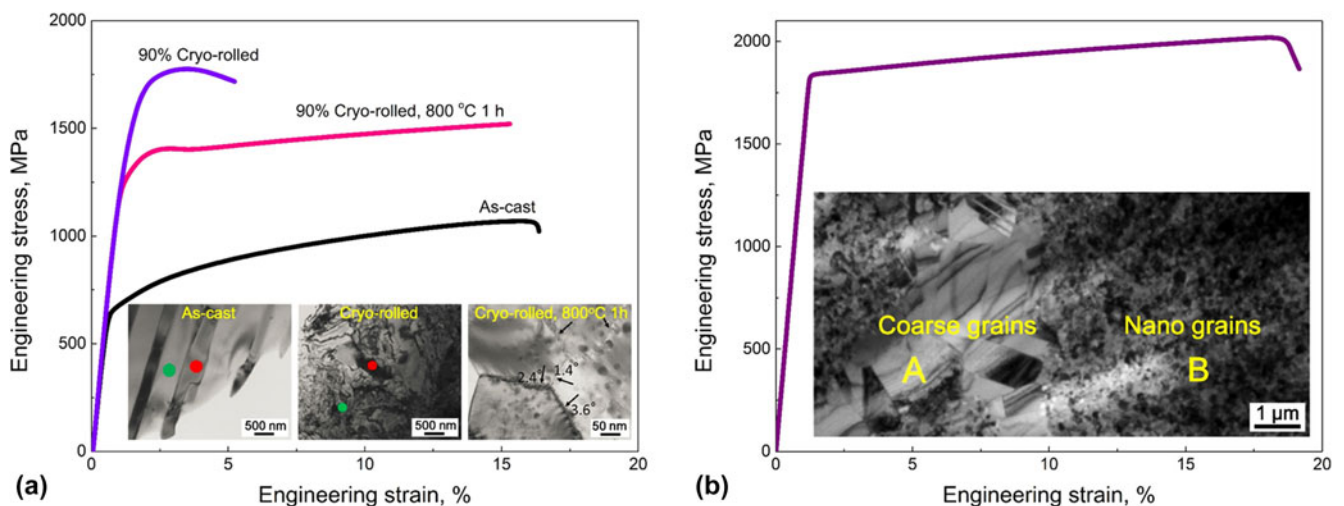 2000
1500
1000
500
0
Engineering stress, MPa
90% Cryo-rolled
90% Cryo-rolled, 800 °C 1 h
As-cast
As-cast
500 nm
Cryo-rolled
500 nm
Cryo-rolled, 800°C 1h
2.4°
1.4°
3.6°
50 nm
0 5 10 15 20
Engineering strain, %
(a)
2000
1500
1000
500
0
Engineering stress, MPa
Coarse grains
A
Nano grains
B
1 µm
0 5 10 15 20
Engineering strain, %
(b)